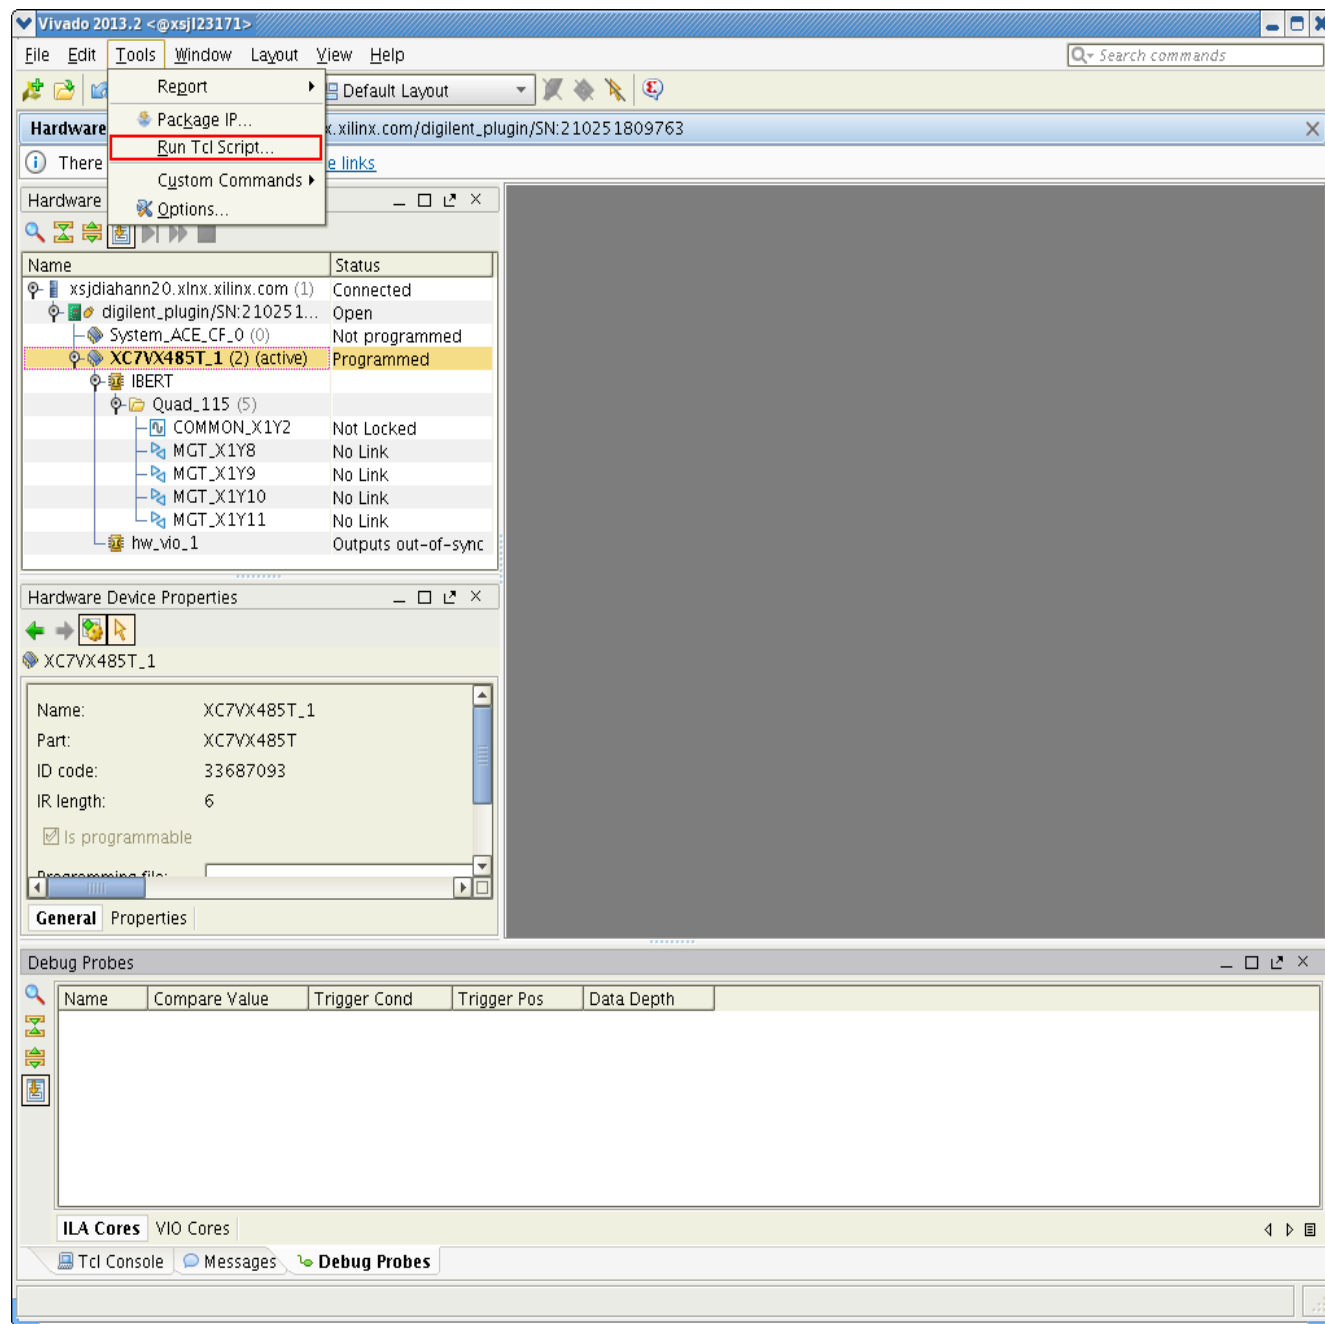 Vivado 2013.2 <@xsjl23171>
File Edit Tools Window Layout View Help
Search commands
Report
Default Layout
Package IP...
Hardware x.xilinx.com/digilent_plugin/SN:210251809763
Run Tcl Script...
There e links
Custom Commands
Hardware
Options...
Name Status
xsjdiahann20.xlnx.xilinx.com (1) Connected
digilent_plugin/SN:210251... Open
System_ACE_CF_0 (0) Not programmed
XC7VX485T_1 (2) (active) Programmed
IBERT
Quad_115 (5)
COMMON_X1Y2 Not Locked
MGT_X1Y8 No Link
MGT_X1Y9 No Link
MGT_X1Y10 No Link
MGT_X1Y11 No Link
hw_vio_1 Outputs out-of-sync
Hardware Device Properties
XC7VX485T_1
Name: XC7VX485T_1
Part: XC7VX485T
ID code: 33687093
IR length: 6
Is programmable
Programming file:
General Properties
Debug Probes
Name Compare Value Trigger Cond Trigger Pos Data Depth
ILA Cores VIO Cores
Tcl Console Messages Debug Probes